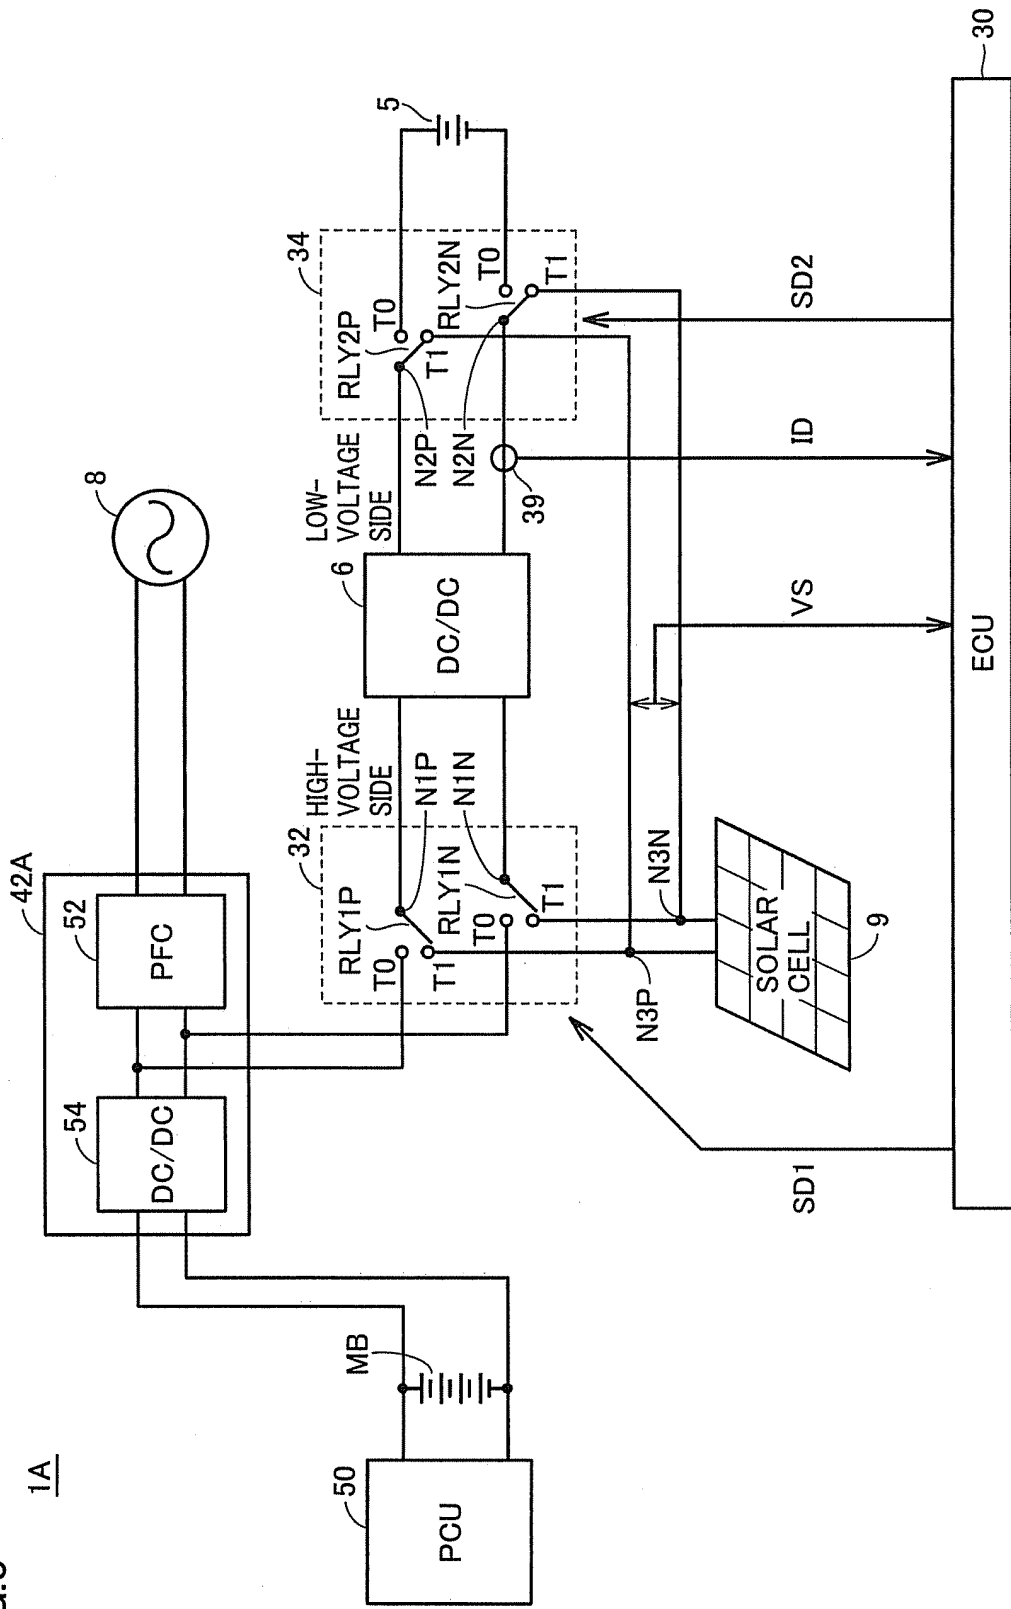 1A
8
42A
52
PFC
54
DC/DC
MB
50
PCU
32
HIGH-
VOLTAGE
SIDE
6
LOW-
VOLTAGE
SIDE
34
5
RLY1P
T0
T1
N1P
RLY1N
T0
T1
N1N
DC/DC
N2P
N2N
39
RLY2P
T0
T1
RLY2N
T0
T1
N3P
N3N
SOLAR
CELL
9
VS
ID
SD2
SD1
ECU
30